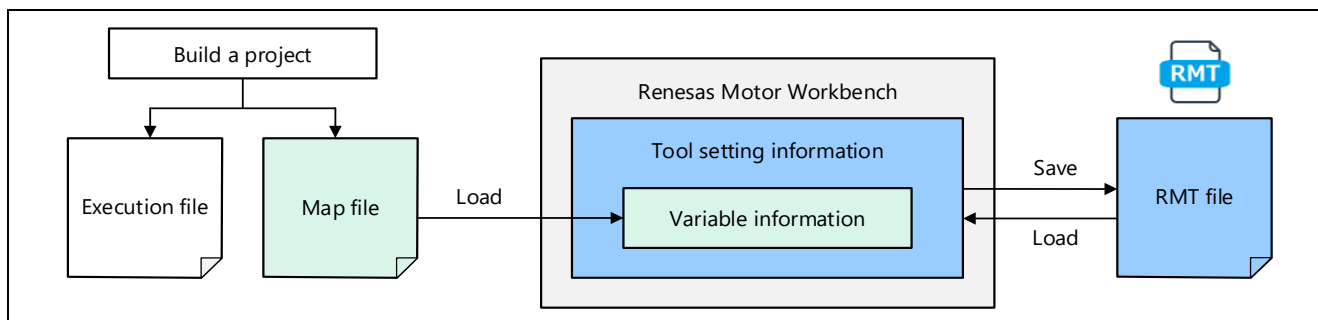 Build a project
Renesas Motor Workbench
RMT
Tool setting information
Execution file
Map file
Load
Variable information
Save
Load
RMT file